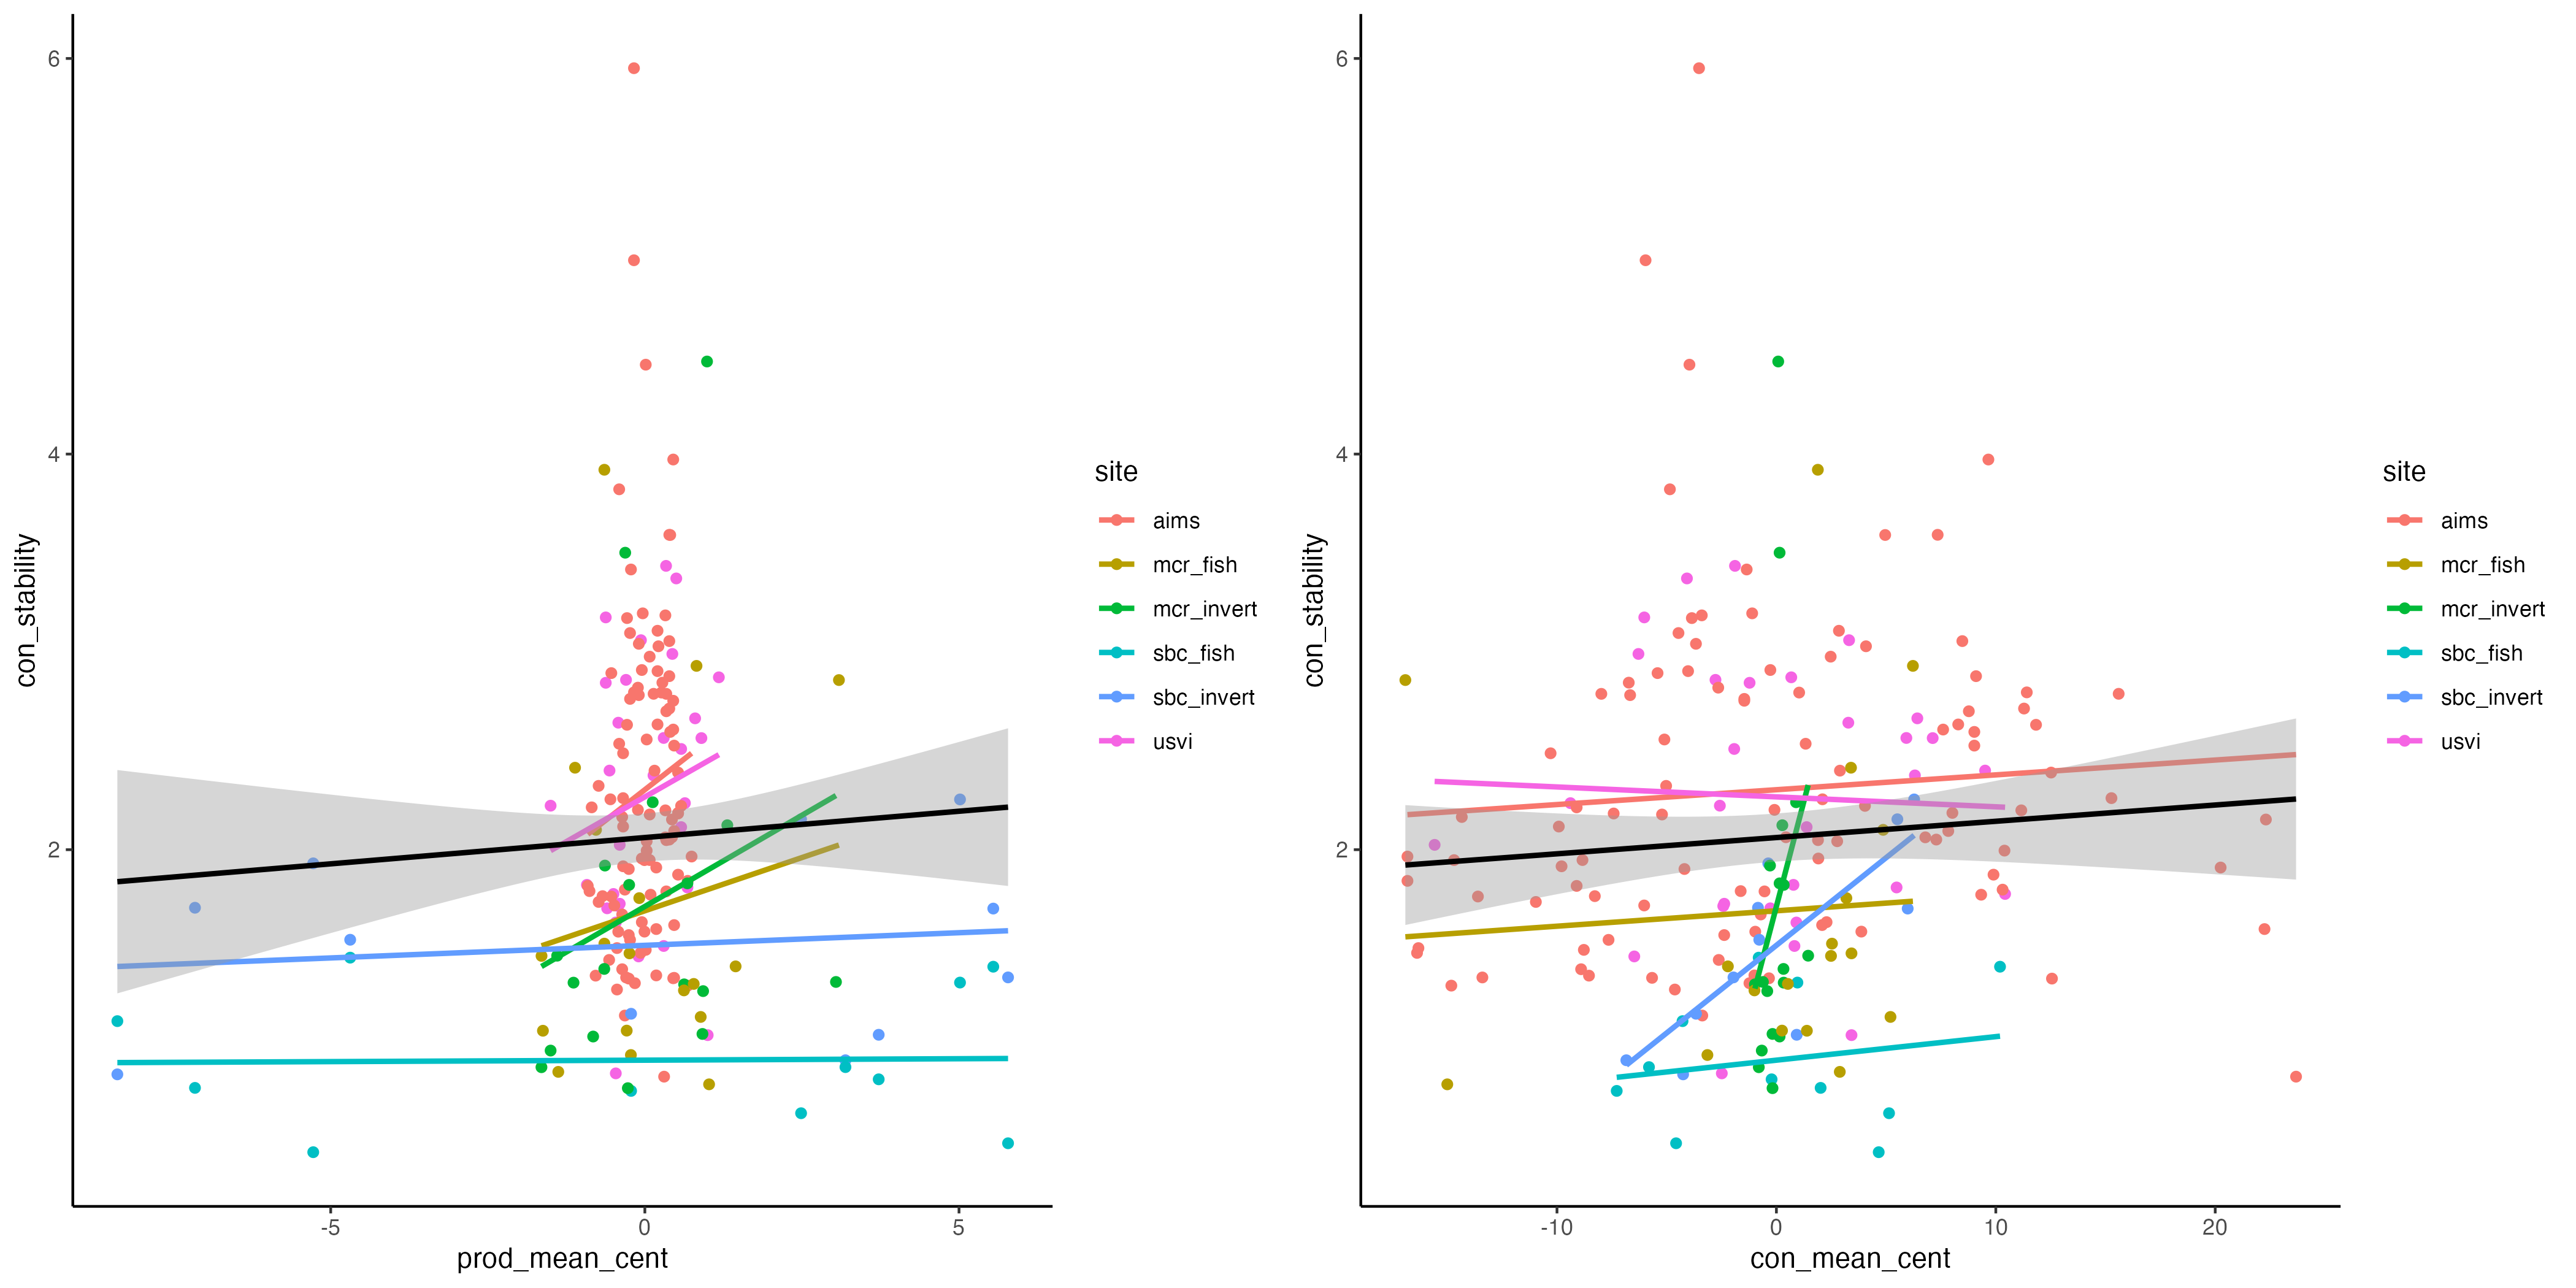 con_stability
6
4
2
-5
0
5
prod_mean_cent
site
aims
mcr_fish
mcr_invert
sbc_fish
sbc_invert
usvi
con_stability
6
4
2
-10
0
10
20
con_mean_cent
site
aims
mcr_fish
mcr_invert
sbc_fish
sbc_invert
usvi